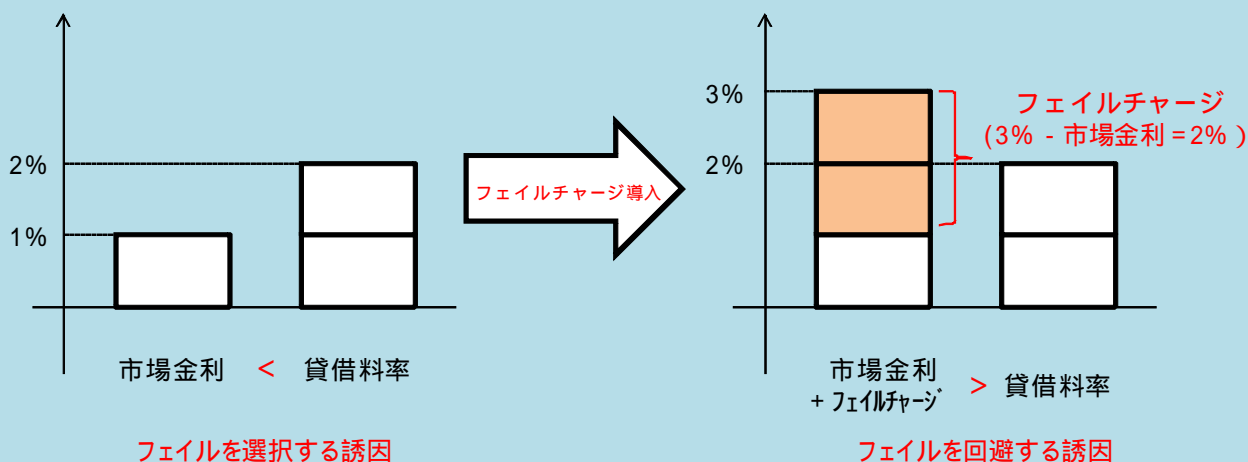 2%
1%
市場金利 < 貸借料率
フェイルを選択する誘因
フェイルチャージ導入
3%
2%
フェイルチャージ
(3% - 市場金利 = 2% )
市場金利
+ フェイルチャージ
> 貸借料率
フェイルを回避する誘因